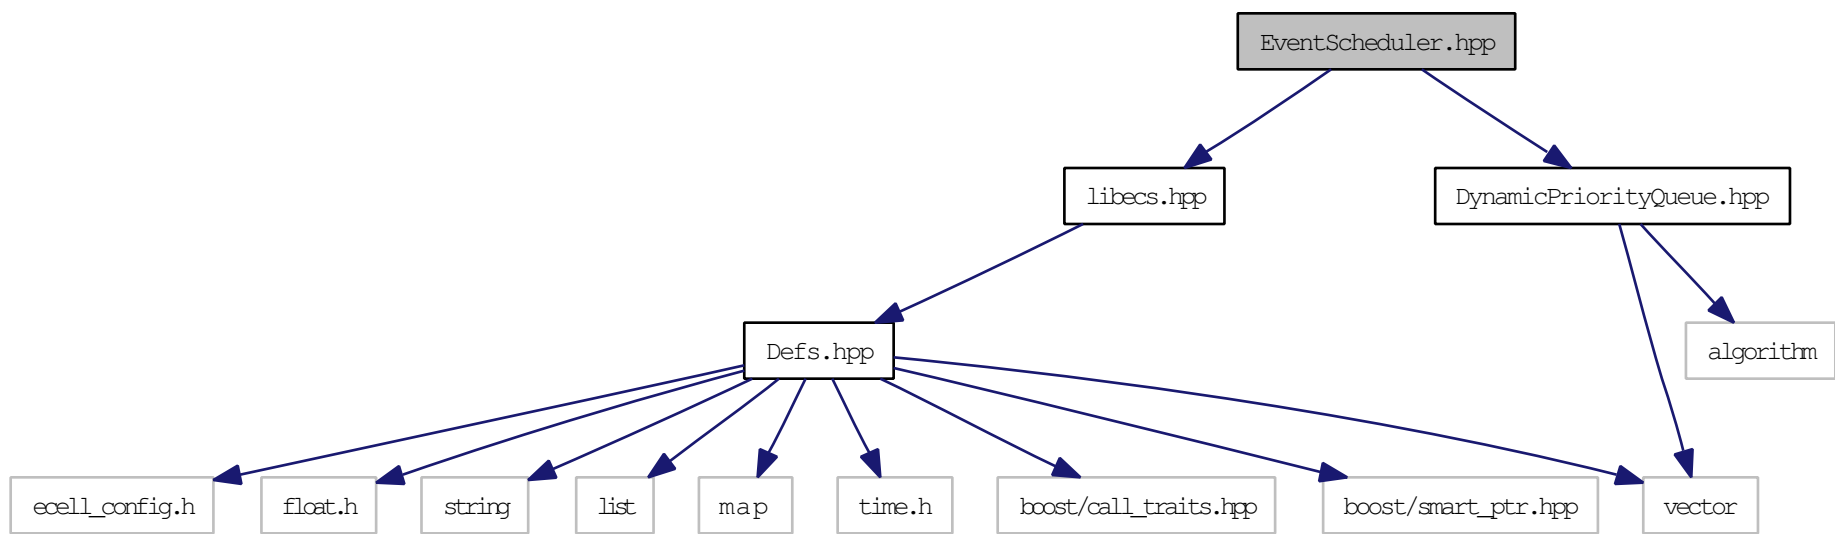 EventScheduler.hpp
libecs.hpp
DynamicPriorityQueue.hpp
Defs.hpp
algorithm
ecell_config.h
float.h
string
list
map
time.h
boost/call_traits.hpp
boost/smart_ptr.hpp
vector